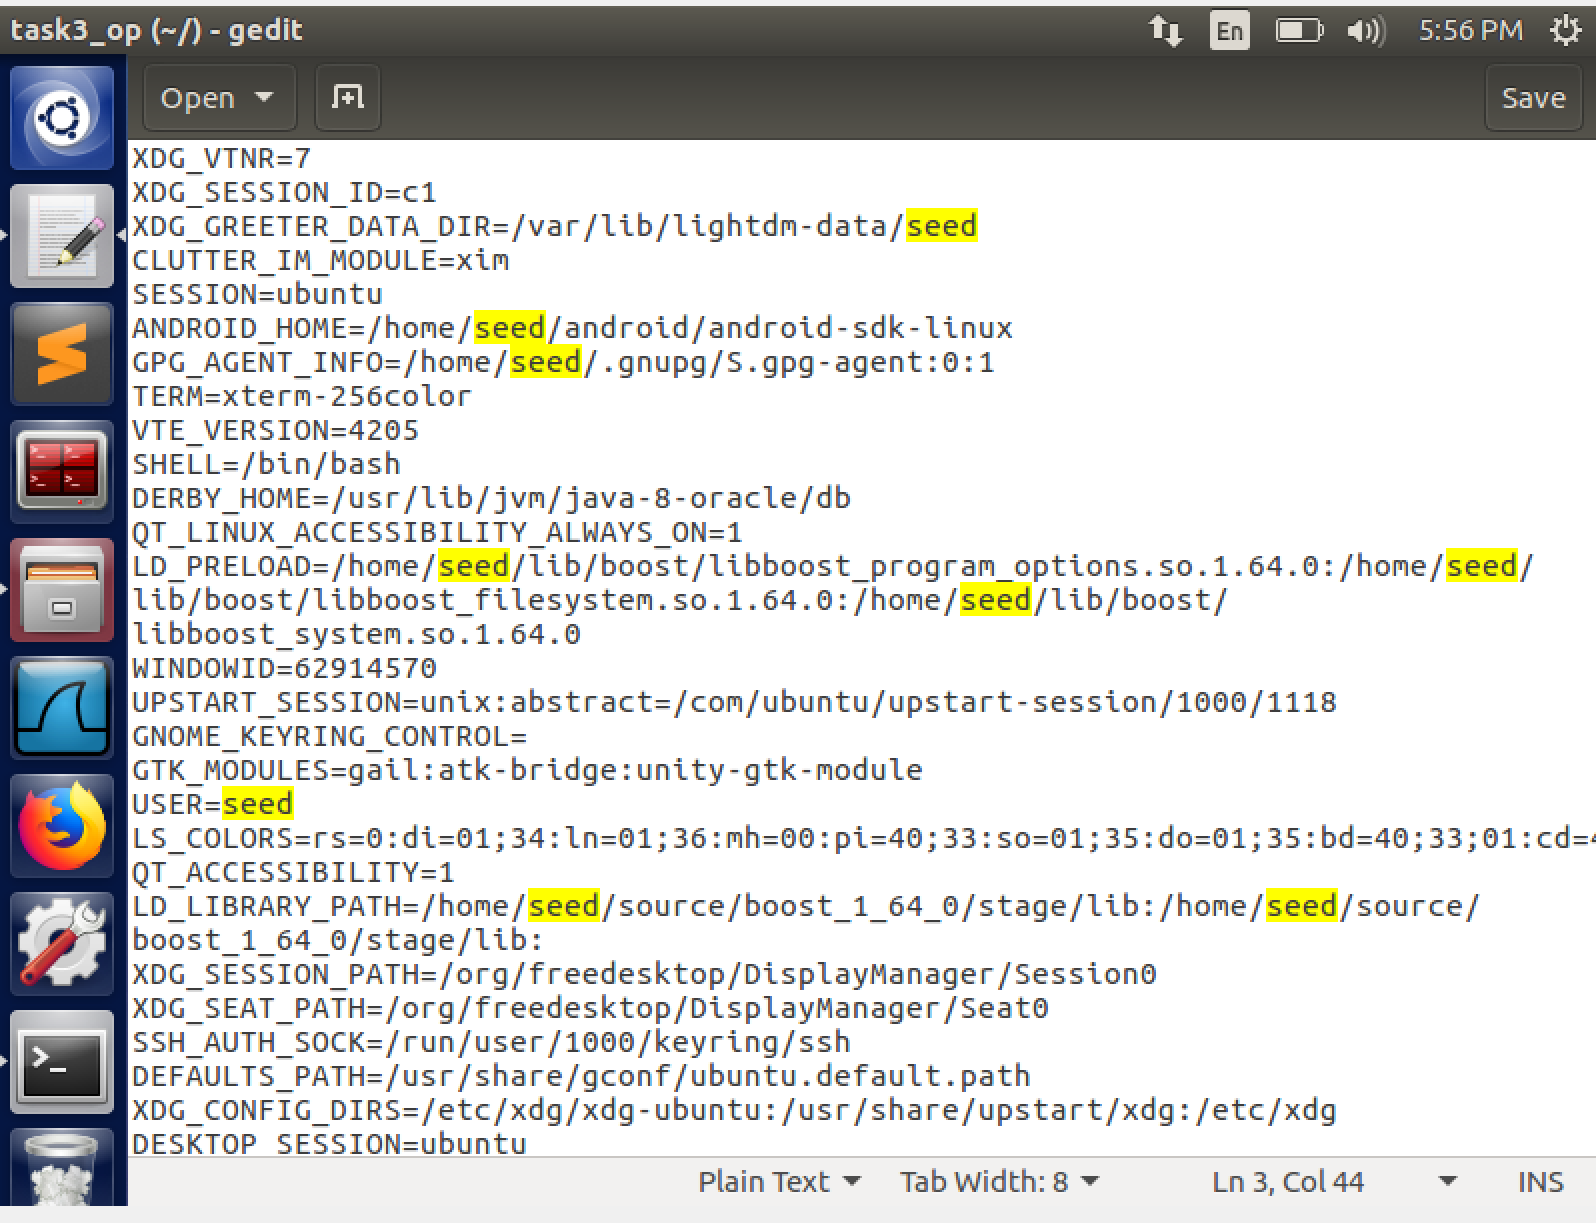 task3_op (~/) - gedit
En
5:56 PM
Open
Save
XDG_VTNR=7
XDG_SESSION_ID=c1
XDG_GREETER_DATA_DIR=/var/lib/lightdm-data/seed
CLUTTER_IM_MODULE=xim
SESSION=ubuntu
ANDROID_HOME=/home/seed/android/android-sdk-linux
GPG_AGENT_INFO=/home/seed/.gnupg/S.gpg-agent:0:1
TERM=xterm-256color
VTE_VERSION=4205
SHELL=/bin/bash
DERBY_HOME=/usr/lib/jvm/java-8-oracle/db
QT_LINUX_ACCESSIBILITY_ALWAYS_ON=1
LD_PRELOAD=/home/seed/lib/boost/libboost_program_options.so.1.64.0:/home/seed/
lib/boost/libboost_filesystem.so.1.64.0:/home/seed/lib/boost/
libboost_system.so.1.64.0
WINDOWID=62914570
UPSTART_SESSION=unix:abstract=/com/ubuntu/upstart-session/1000/1118
GNOME_KEYRING_CONTROL=
GTK_MODULES=gail:atk-bridge:unity-gtk-module
USER=seed
LS_COLORS=rs=0:di=01;34:ln=01;36:mh=00:pi=40;33:so=01;35:do=01;35:bd=40;33;01:cd=4
QT_ACCESSIBILITY=1
LD_LIBRARY_PATH=/home/seed/source/boost_1_64_0/stage/lib:/home/seed/source/
boost_1_64_0/stage/lib:
XDG_SESSION_PATH=/org/freedesktop/DisplayManager/Session0
XDG_SEAT_PATH=/org/freedesktop/DisplayManager/Seat0
SSH_AUTH_SOCK=/run/user/1000/keyring/ssh
DEFAULTS_PATH=/usr/share/gconf/ubuntu.default.path
XDG_CONFIG_DIRS=/etc/xdg/xdg-ubuntu:/usr/share/upstart/xdg:/etc/xdg
DESKTOP_SESSION=ubuntu
Plain Text
Tab Width: 8
Ln 3, Col 44
INS